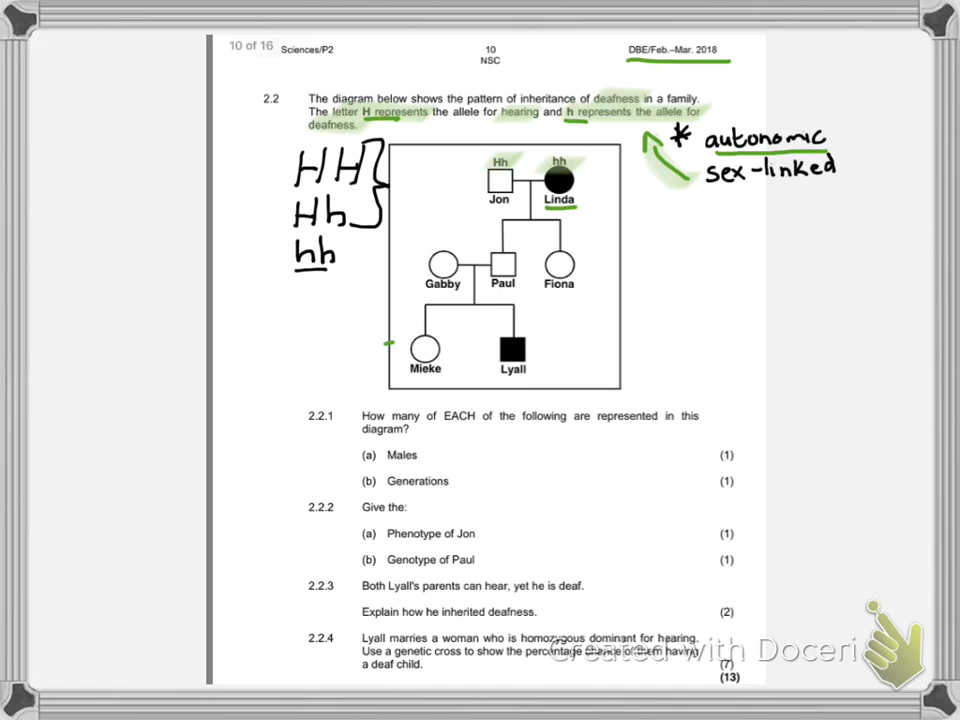 10 of 16 Sciences/P2 10 DBE/Feb.–Mar. 2018
NSC
2.2 The diagram below shows the pattern of inheritance of deafness in a family.
The letter H represents the allele for hearing and h represents the allele for
deafness.
* autonomic
sex-linked
HH
Hh
hh
Hh hh
Jon Linda
Gabby Paul Fiona
Mieke Lyall
2.2.1 How many of EACH of the following are represented in this
diagram?
(a) Males (1)
(b) Generations (1)
2.2.2 Give the:
(a) Phenotype of Jon (1)
(b) Genotype of Paul (1)
2.2.3 Both Lyall's parents can hear, yet he is deaf.
Explain how he inherited deafness. (2)
2.2.4 Lyall marries a woman who is homozygous dominant for hearing.
Use a genetic cross to show the percentage chance of them having
a deaf child. (7)
(13)
Created with Doceri